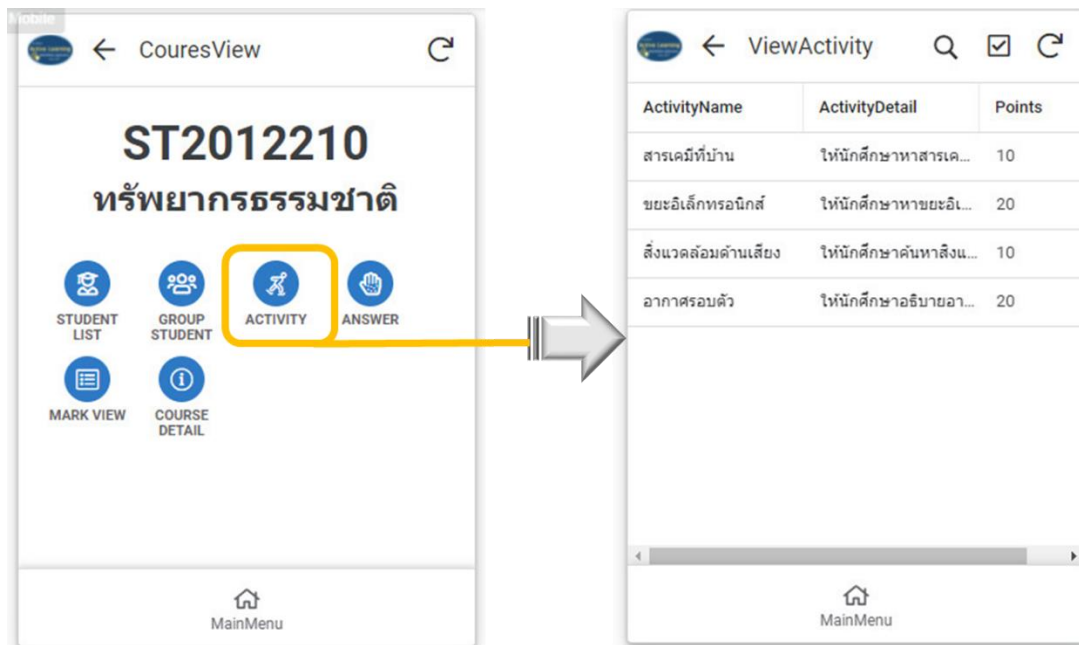 Mobile
CouresView
ST2012210
ทรัพยากรธรรมชาติ
STUDENT LIST
GROUP STUDENT
ACTIVITY
ANSWER
MARK VIEW
COURSE DETAIL
MainMenu
ViewActivity
ActivityName ActivityDetail Points
สารเคมีที่บ้าน ให้นักศึกษาหาสารเค... 10
ขยะอิเล็กทรอนิกส์ ให้นักศึกษาหาขยะอิเ... 20
สิ่งแวดล้อมด้านเสียง ให้นักศึกษาค้นหาสิ่งแ... 10
อากาศรอบตัว ให้นักศึกษาอธิบายอา... 20
MainMenu